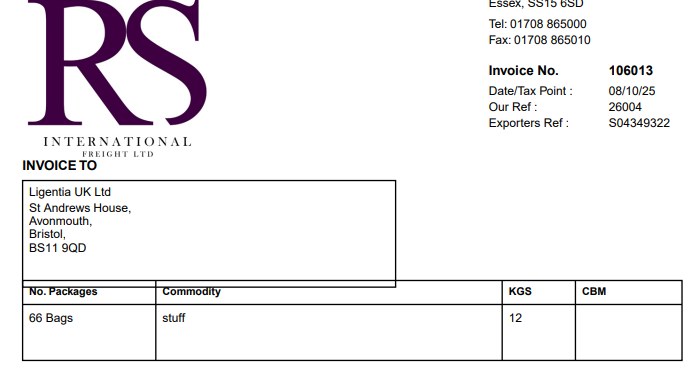 Essex, SS15 6SD
Tel: 01708 865000
Fax: 01708 865010
RS
INTERNATIONAL
FREIGHT LTD
Invoice No. 106013
Date/Tax Point : 08/10/25
Our Ref : 26004
Exporters Ref : S04349322
INVOICE TO
Ligentia UK Ltd
St Andrews House,
Avonmouth,
Bristol,
BS11 9QD
No. Packages Commodity KGS CBM
66 Bags stuff 12